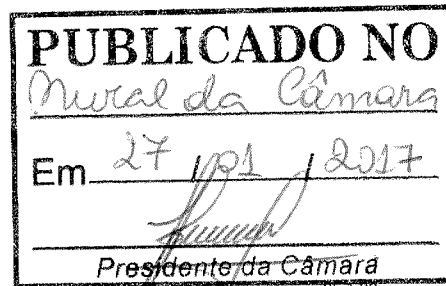 PUBLICADO NO
Mural da Câmara
Em 27 / 01 / 2017
Presidente da Câmara